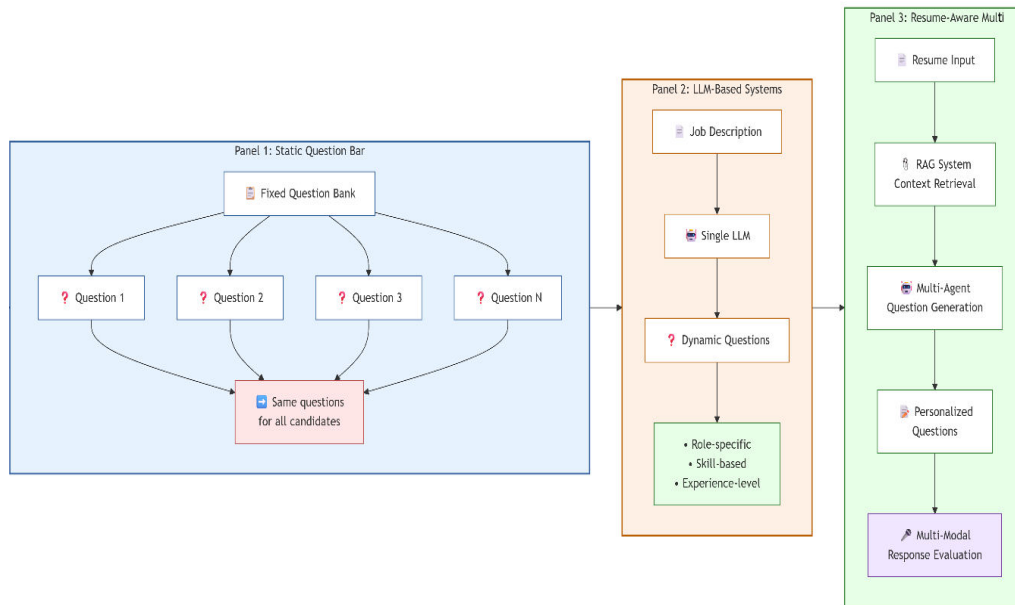 Panel 1: Static Question Bar
Fixed Question Bank
Question 1
Question 2
Question 3
Question N
Same questions
for all candidates
Panel 2: LLM-Based Systems
Job Description
Single LLM
Dynamic Questions
• Role-specific
• Skill-based
• Experience-level
Panel 3: Resume-Aware Multi
Resume Input
RAG System
Context Retrieval
Multi-Agent
Question Generation
Personalized
Questions
Multi-Modal
Response Evaluation